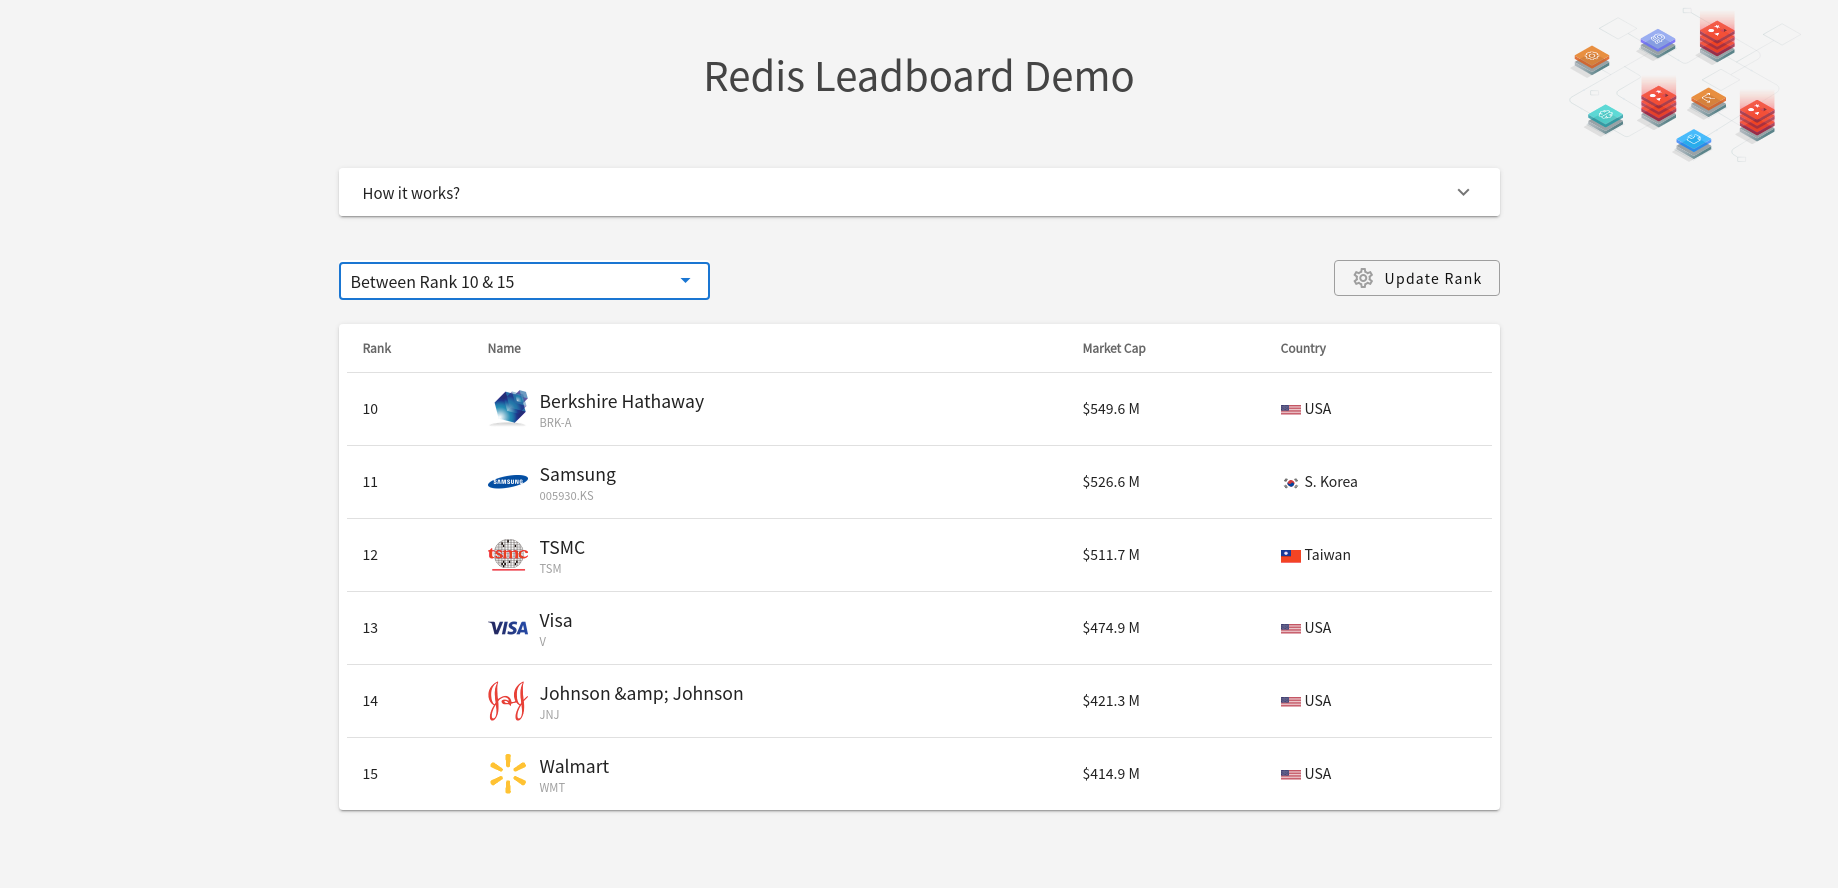 Redis Leadboard Demo
How it works?
Between Rank 10 & 15
Update Rank
Rank Name Market Cap Country
10 Berkshire Hathaway $549.6 M USA
BRK-A
11 SAMSUNG Samsung $526.6 M S. Korea
005930.KS
12 tsmc TSMC $511.7 M Taiwan
TSM
13 VISA Visa $474.9 M USA
V
14 J&J Johnson &amp; Johnson $421.3 M USA
JNJ
15 Walmart $414.9 M USA
WMT